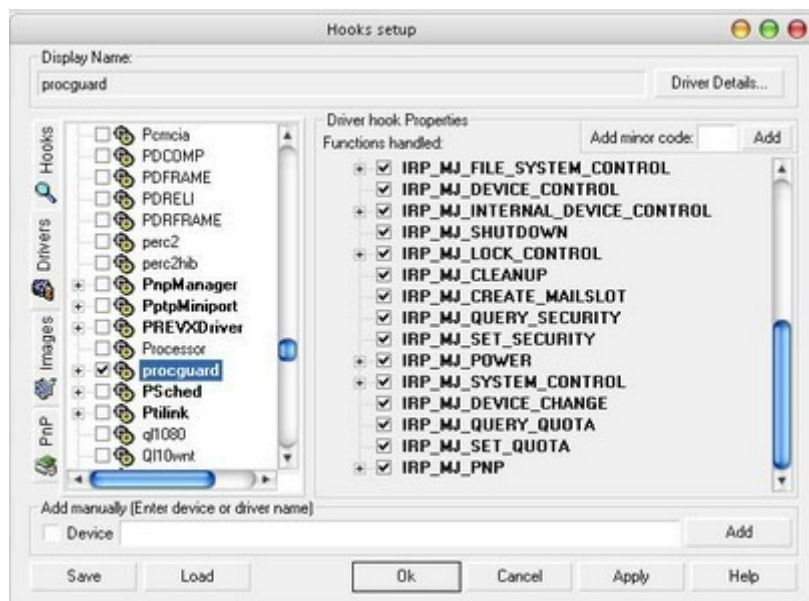 Hooks setup
Display Name:
procguard
Driver Details...
Hooks
Drivers
Images
PnP
Pcmcia
PDCOMP
PDFRAME
PDRELI
PDRFRAME
perc2
perc2hib
PnpManager
PptpMiniport
PREVXDriver
Processor
procguard
PSched
Ptilink
ql1080
Ql10wnt
Driver hook Properties
Functions handled:
Add minor code:
Add
IRP_MJ_FILE_SYSTEM_CONTROL
IRP_MJ_DEVICE_CONTROL
IRP_MJ_INTERNAL_DEVICE_CONTROL
IRP_MJ_SHUTDOWN
IRP_MJ_LOCK_CONTROL
IRP_MJ_CLEANUP
IRP_MJ_CREATE_MAILSLOT
IRP_MJ_QUERY_SECURITY
IRP_MJ_SET_SECURITY
IRP_MJ_POWER
IRP_MJ_SYSTEM_CONTROL
IRP_MJ_DEVICE_CHANGE
IRP_MJ_QUERY_QUOTA
IRP_MJ_SET_QUOTA
IRP_MJ_PNP
Add manually (Enter device or driver name)
Device
Add
Save
Load
Ok
Cancel
Apply
Help